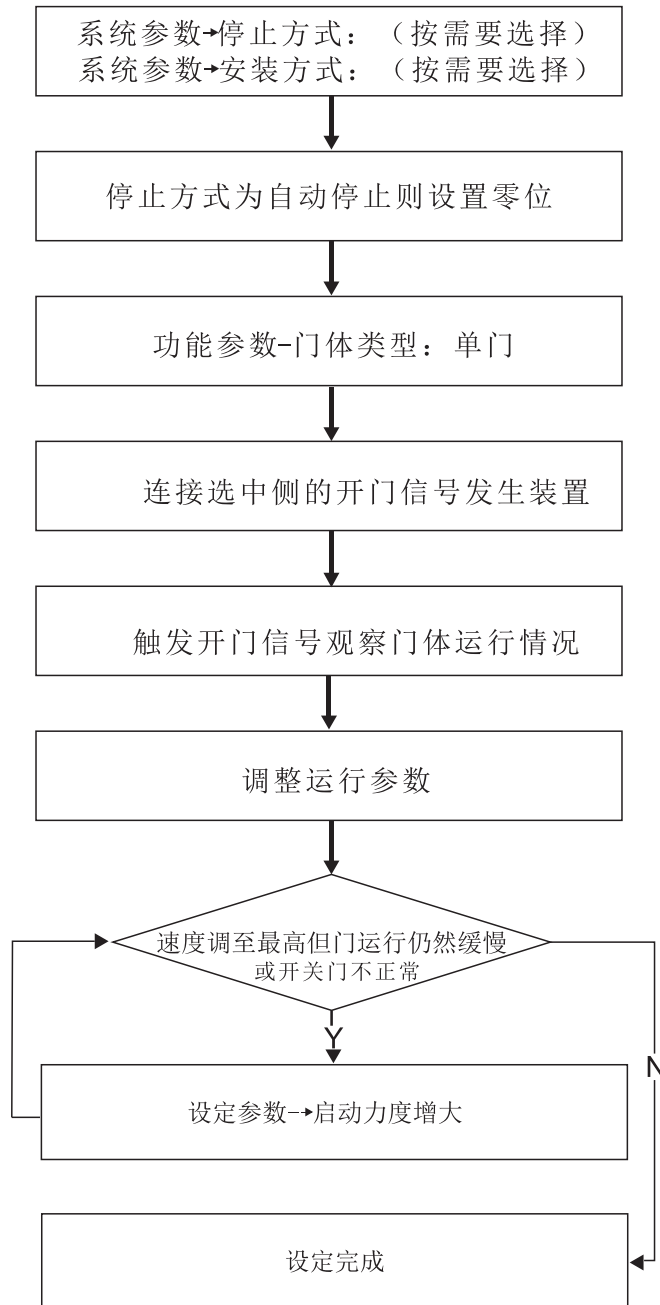 系统参数→停止方式：（按需要选择）
系统参数→安装方式：（按需要选择）
停止方式为自动停止则设置零位
功能参数-门体类型：单门
连接选中侧的开门信号发生装置
触发开门信号观察门体运行情况
调整运行参数
速度调至最高但门运行仍然缓慢
或开关门不正常
Y
N
设定参数-→启动力度增大
设定完成